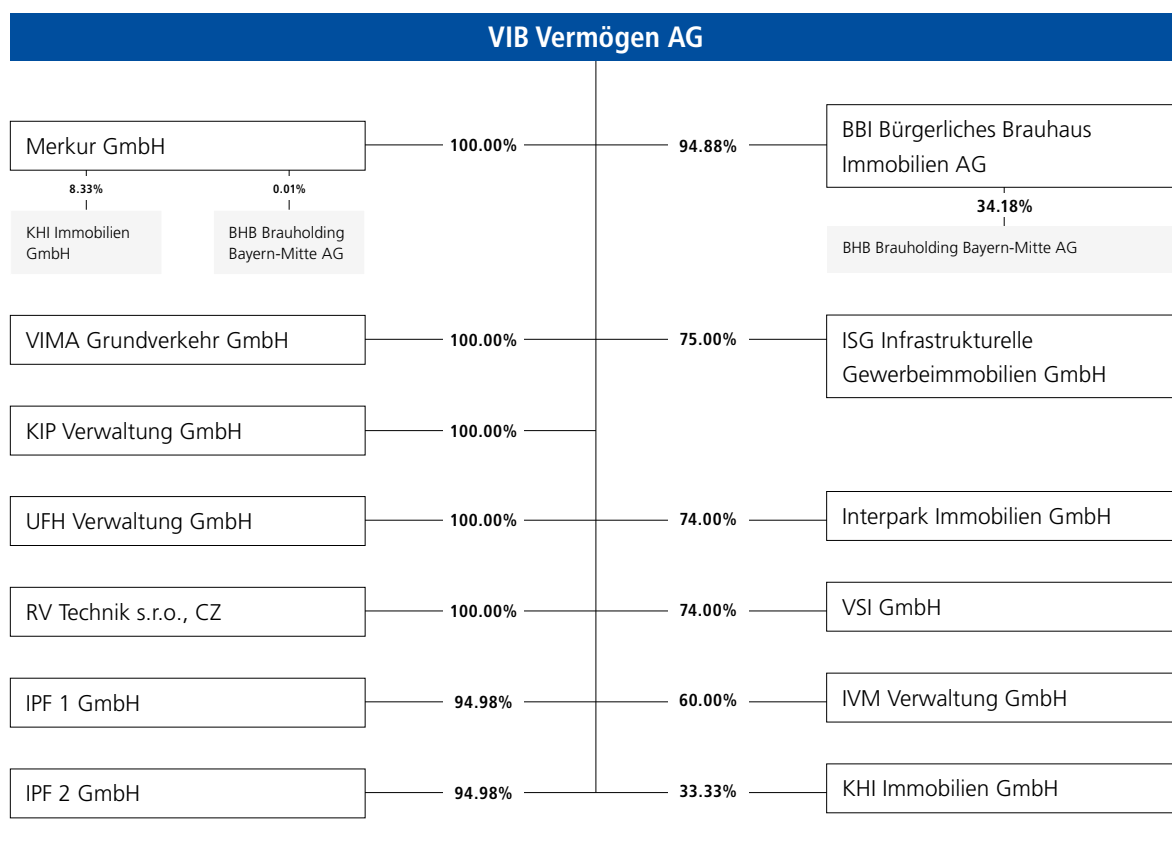 VIB Vermögen AG
Merkur GmbH
100.00%
94.88%
BBI Bürgerliches Brauhaus
Immobilien AG
8.33%
0.01%
34.18%
KHI Immobilien
GmbH
BHB Brauholding
Bayern-Mitte AG
BHB Brauholding Bayern-Mitte AG
VIMA Grundverkehr GmbH
100.00%
75.00%
ISG Infrastrukturelle
Gewerbeimmobilien GmbH
KIP Verwaltung GmbH
100.00%
UFH Verwaltung GmbH
100.00%
74.00%
Interpark Immobilien GmbH
RV Technik s.r.o., CZ
100.00%
74.00%
VSI GmbH
IPF 1 GmbH
94.98%
60.00%
IVM Verwaltung GmbH
IPF 2 GmbH
94.98%
33.33%
KHI Immobilien GmbH